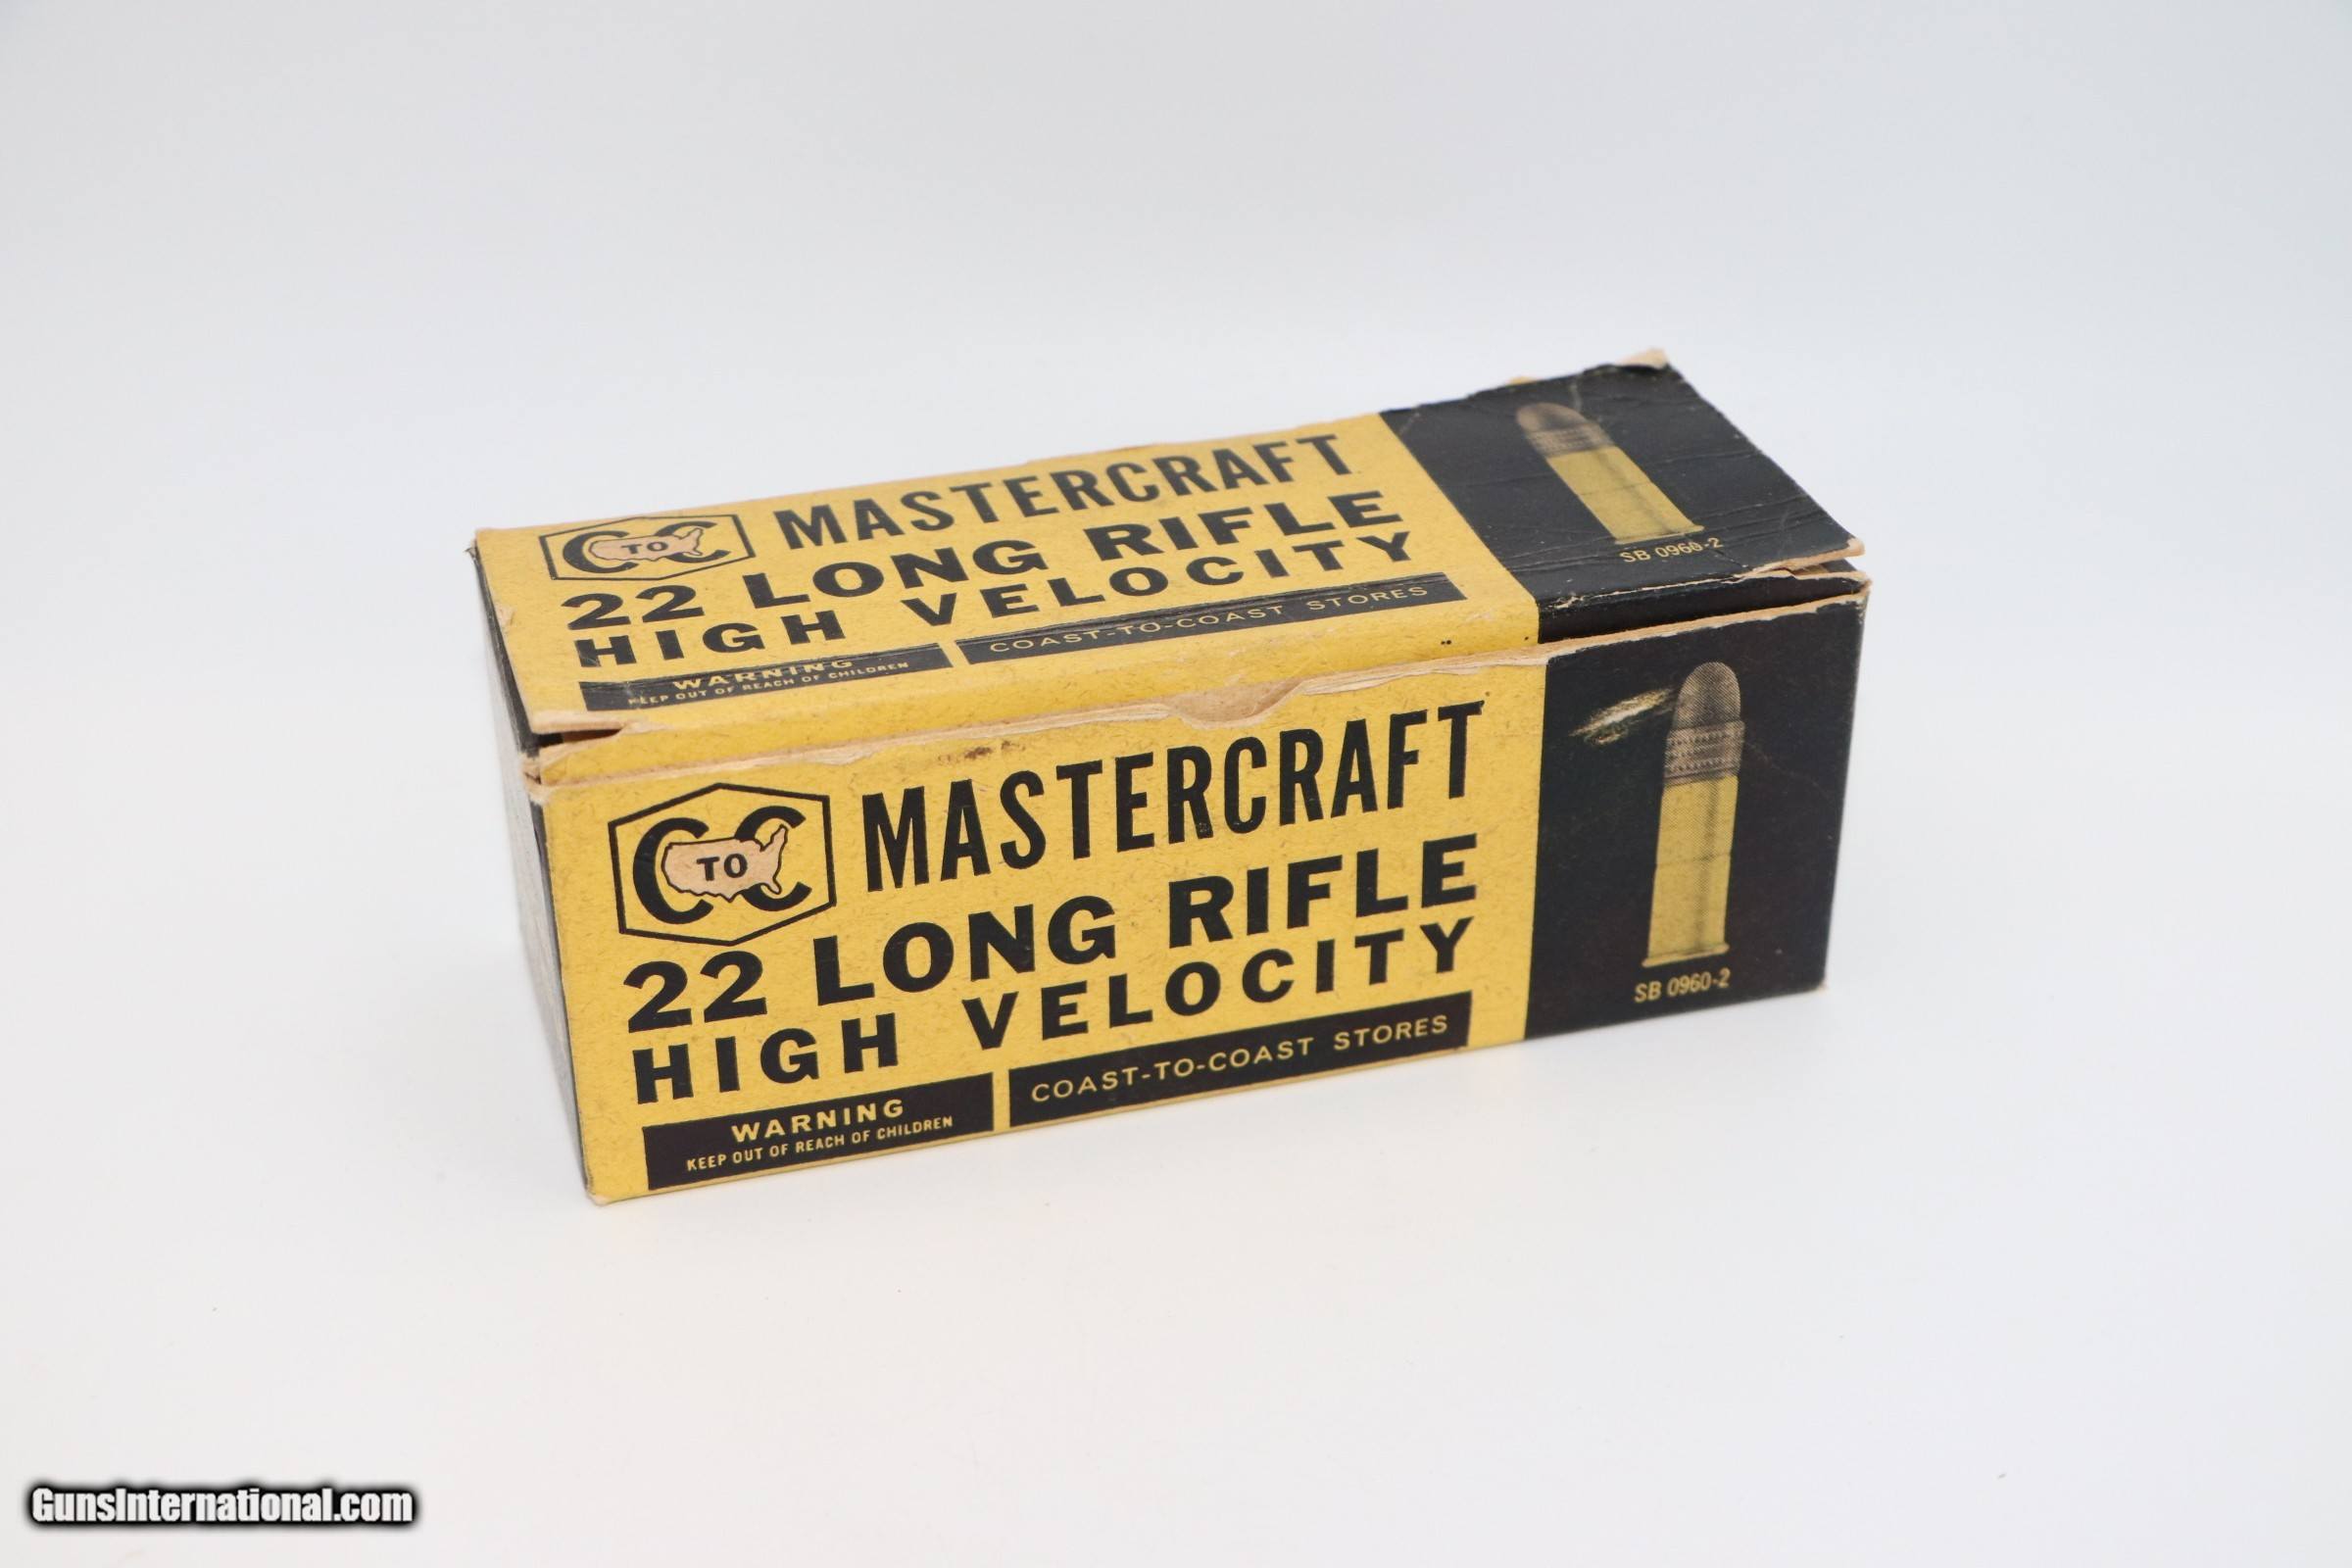 C TO C
MASTERCRAFT
22 LONG RIFLE
HIGH VELOCITY
WARNING
KEEP OUT OF REACH OF CHILDREN
COAST-TO-COAST STORES
SB 0960-2
C TO C
MASTERCRAFT
22 LONG RIFLE
HIGH VELOCITY
WARNING
KEEP OUT OF REACH OF CHILDREN
COAST-TO-COAST STORES
SB 0960-2
GunsInternational.com